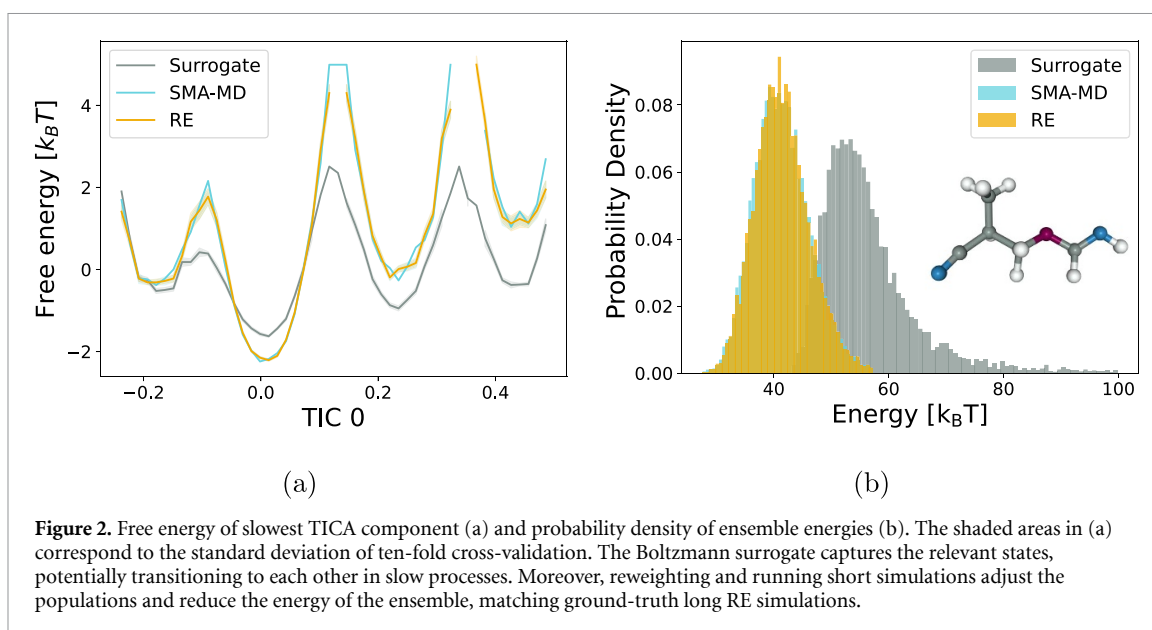 Surrogate
SMA-MD
RE
Free energy [k_BT]
4
2
0
−2
−0.2
0.0
0.2
0.4
TIC 0
(a)
Surrogate
SMA-MD
RE
Probability Density
0.08
0.06
0.04
0.02
0.00
40
60
80
100
Energy [k_BT]
(b)
Figure 2. Free energy of slowest TICA component (a) and probability density of ensemble energies (b). The shaded areas in (a)
correspond to the standard deviation of ten-fold cross-validation. The Boltzmann surrogate captures the relevant states,
potentially transitioning to each other in slow processes. Moreover, reweighting and running short simulations adjust the
populations and reduce the energy of the ensemble, matching ground-truth long RE simulations.